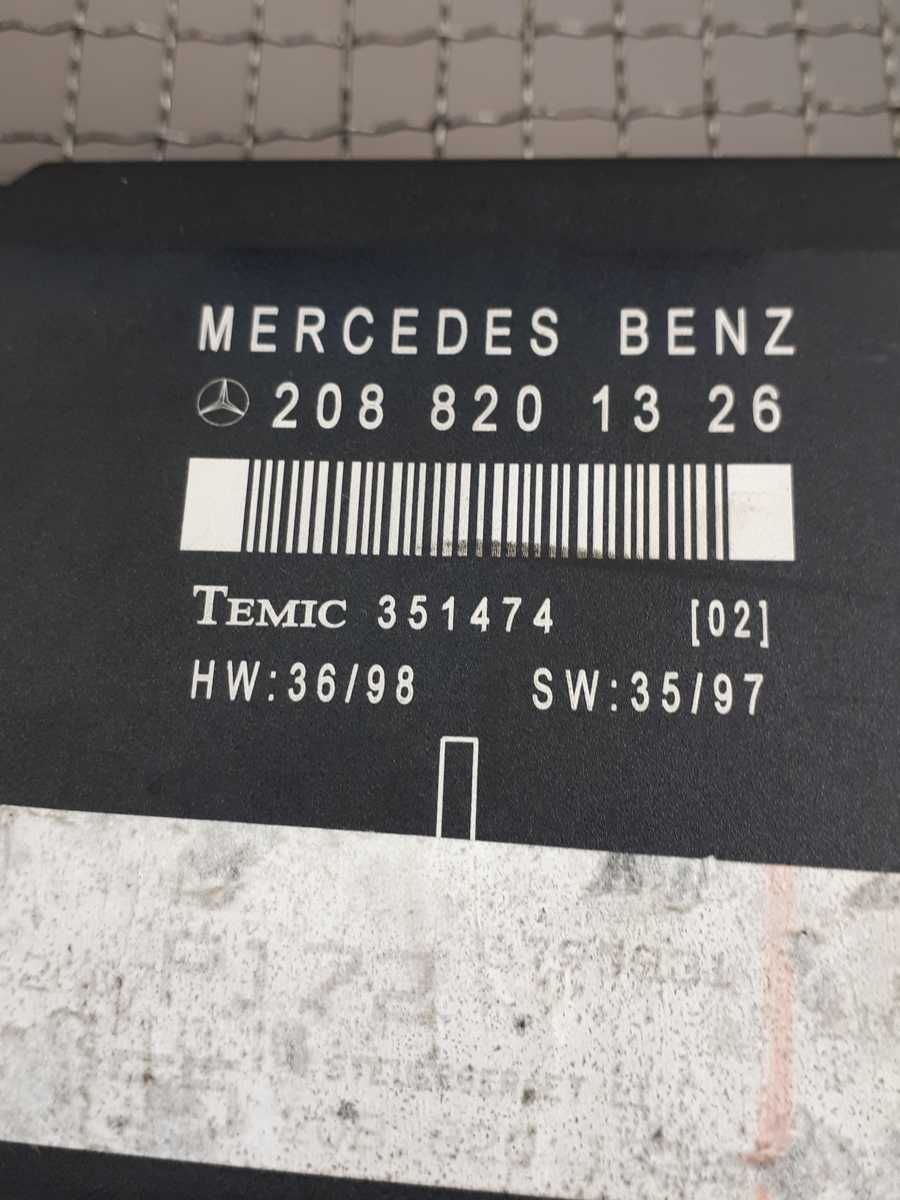 MERCEDES BENZ
208 820 13 26
TEMIC 351474 [02]
HW:36/98 SW:35/97